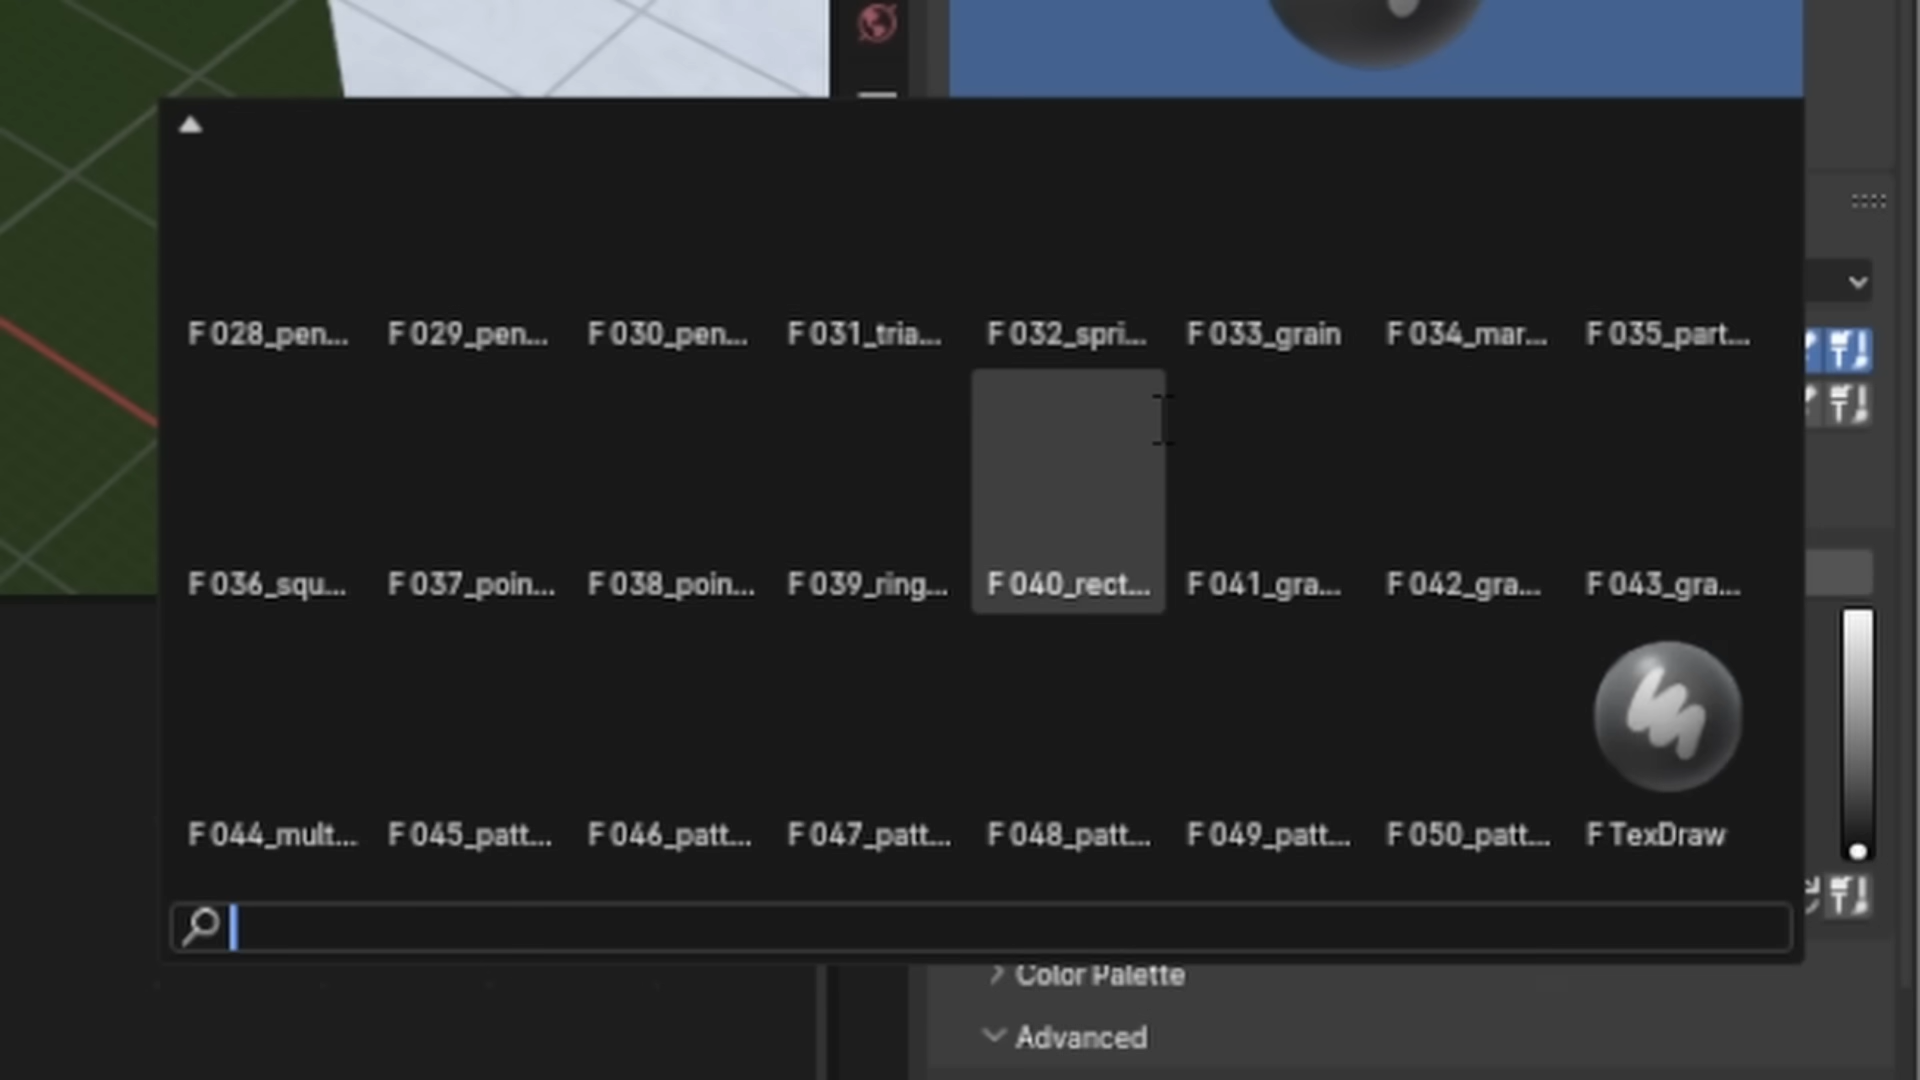 F 028_pen... F 029_pen... F 030_pen... F 031_tria... F 032_spri... F 033_grain F 034_mar... F 035_part...
F 036_squ... F 037_poin... F 038_poin... F 039_ring... F 040_rect... F 041_gra... F 042_gra... F 043_gra...
F 044_mult... F 045_patt... F 046_patt... F 047_patt... F 048_patt... F 049_patt... F 050_patt... F TexDraw
Color Palette
Advanced